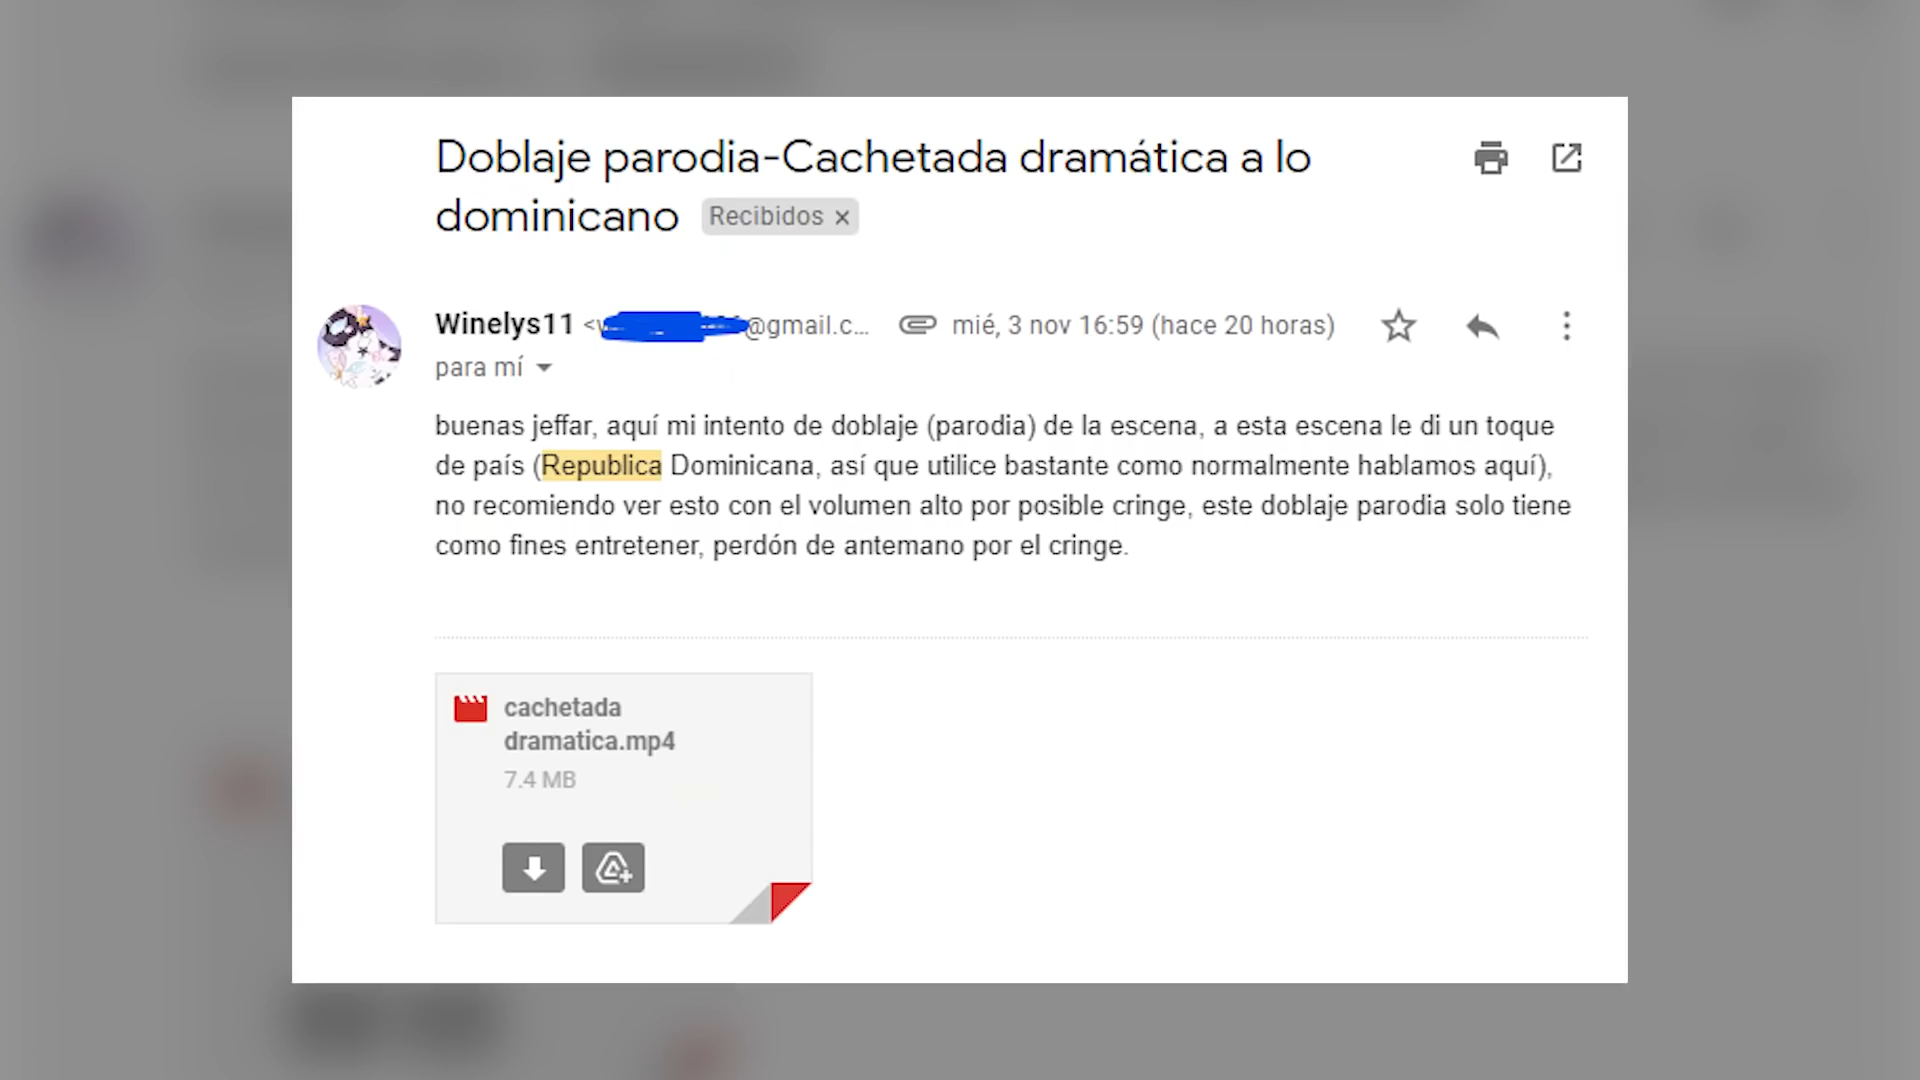 Doblaje parodia-Cachetada dramática a lo
dominicano Recibidos ×
Winelys11 @gmail.c... mié, 3 nov 16:59 (hace 20 horas)
para mí
buenas jeffar, aquí mi intento de doblaje (parodia) de la escena, a esta escena le di un toque
de país (Republica Dominicana, así que utilice bastante como normalmente hablamos aquí),
no recomiendo ver esto con el volumen alto por posible cringe, este doblaje parodia solo tiene
como fines entretener, perdón de antemano por el cringe.
cachetada
dramatica.mp4
7.4 MB